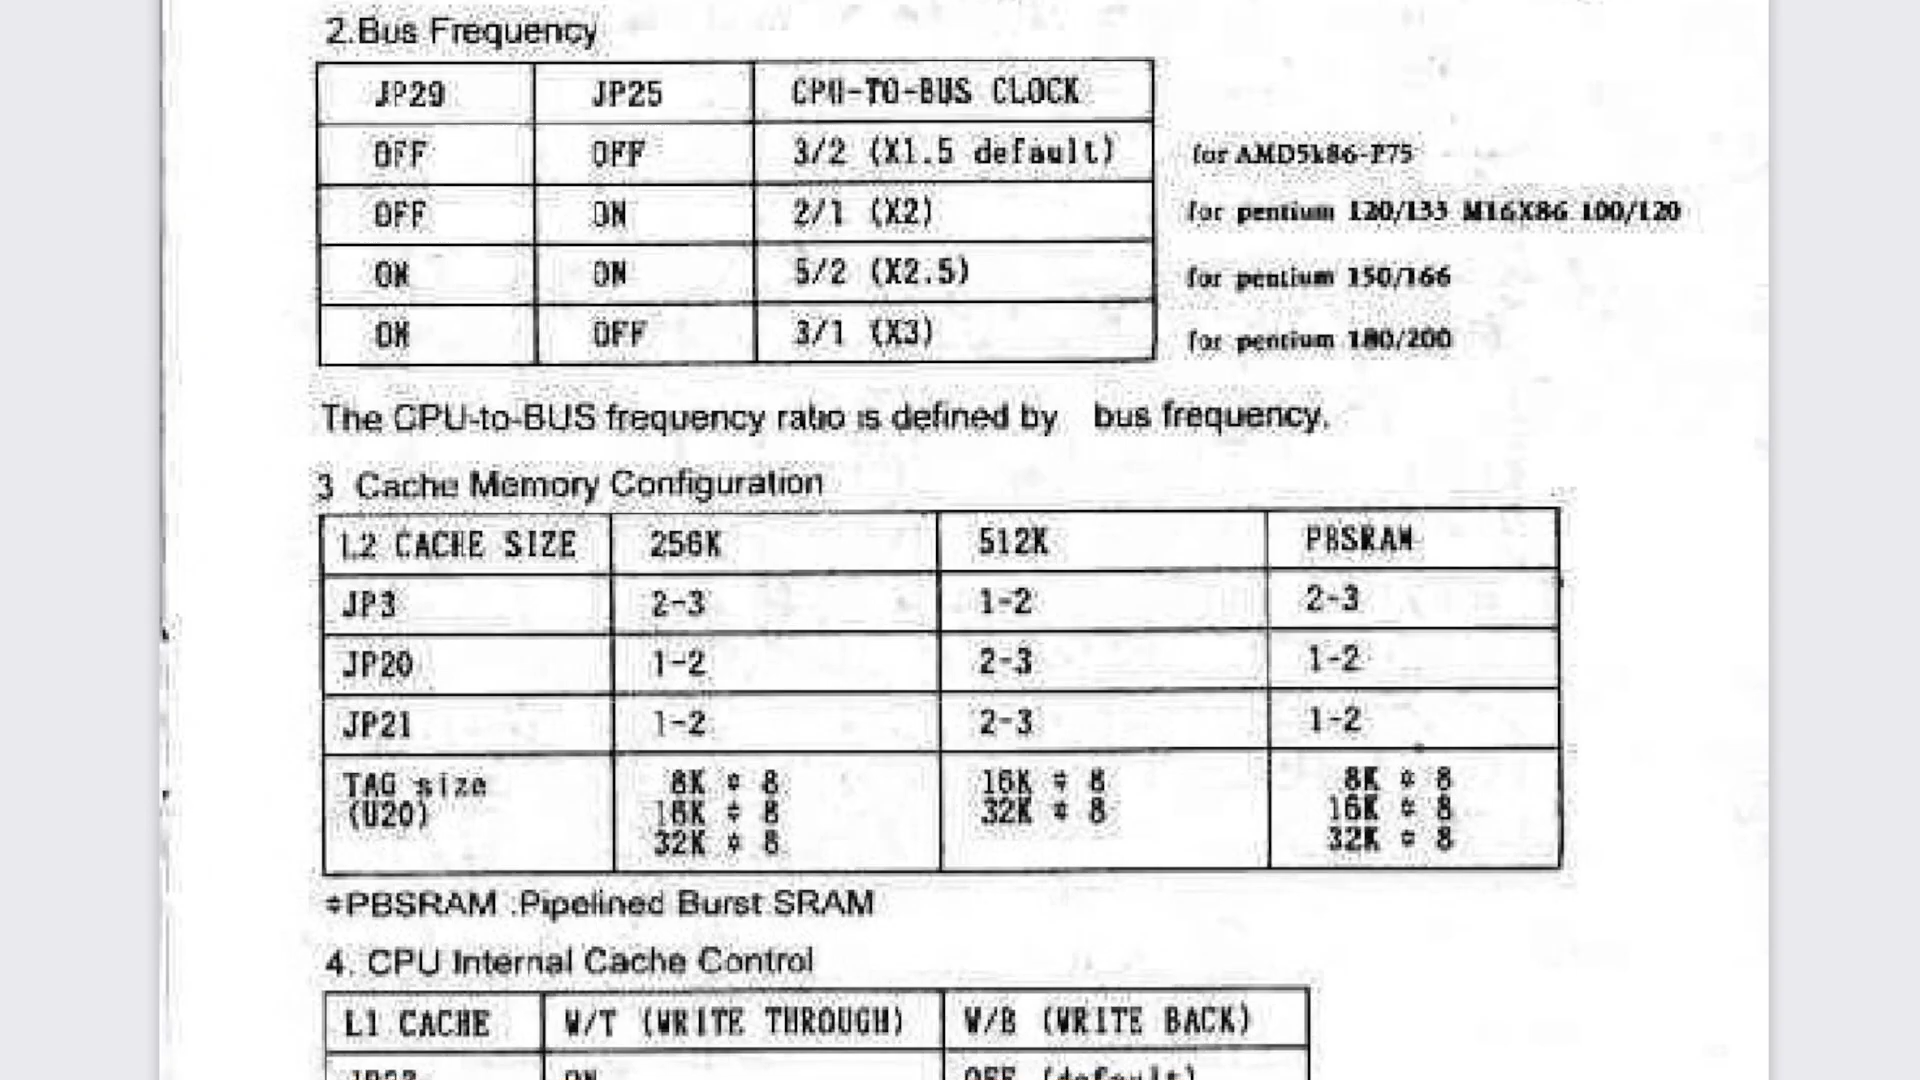 2.Bus Frequency
JP29 JP25 CPU-TO-BUS CLOCK
OFF OFF 3/2 (X1.5 default) for AMD5k86-P75
OFF ON 2/1 (X2) for pentium 120/133 M16X86 100/120
ON ON 5/2 (X2.5) for pentium 150/166
ON OFF 3/1 (X3) for pentium 180/200
The CPU-to-BUS frequency ratio is defined by bus frequency.
3 Cache Memory Configuration
L2 CACHE SIZE 256K 512K PBSRAM
JP3 2-3 1-2 2-3
JP20 1-2 2-3 1-2
JP21 1-2 2-3 1-2
TAG size 8K * 8 16K * 8 8K * 8
(U20) 16K * 8 32K * 8 16K * 8
32K * 8 32K * 8
*PBSRAM :Pipelined Burst SRAM
4. CPU Internal Cache Control
L1 CACHE W/T (WRITE THROUGH) W/B (WRITE BACK)
ON OFF (default)